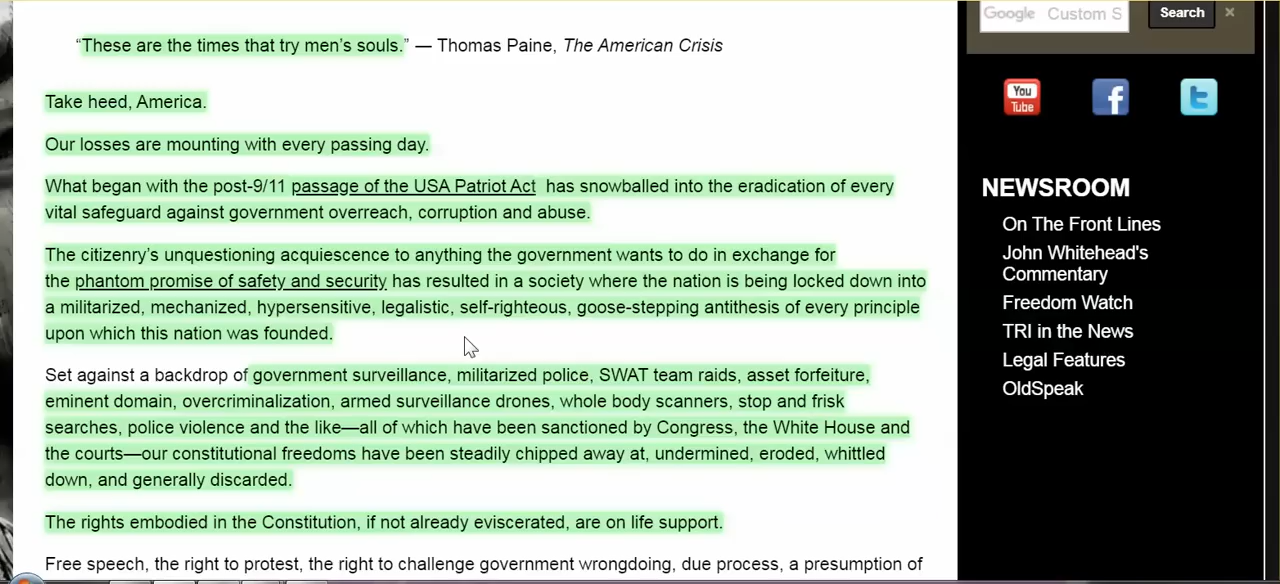 “These are the times that try men’s souls.” — Thomas Paine, The American Crisis
Take heed, America.
Our losses are mounting with every passing day.
What began with the post-9/11 passage of the USA Patriot Act has snowballed into the eradication of every
vital safeguard against government overreach, corruption and abuse.
The citizenry’s unquestioning acquiescence to anything the government wants to do in exchange for
the phantom promise of safety and security has resulted in a society where the nation is being locked down into
a militarized, mechanized, hypersensitive, legalistic, self-righteous, goose-stepping antithesis of every principle
upon which this nation was founded.
Set against a backdrop of government surveillance, militarized police, SWAT team raids, asset forfeiture,
eminent domain, overcriminalization, armed surveillance drones, whole body scanners, stop and frisk
searches, police violence and the like—all of which have been sanctioned by Congress, the White House and
the courts—our constitutional freedoms have been steadily chipped away at, undermined, eroded, whittled
down, and generally discarded.
The rights embodied in the Constitution, if not already eviscerated, are on life support.
Free speech, the right to protest, the right to challenge government wrongdoing, due process, a presumption of
Google Custom S
Search
×
You
Tube
f
t
NEWSROOM
On The Front Lines
John Whitehead's
Commentary
Freedom Watch
TRI in the News
Legal Features
OldSpeak